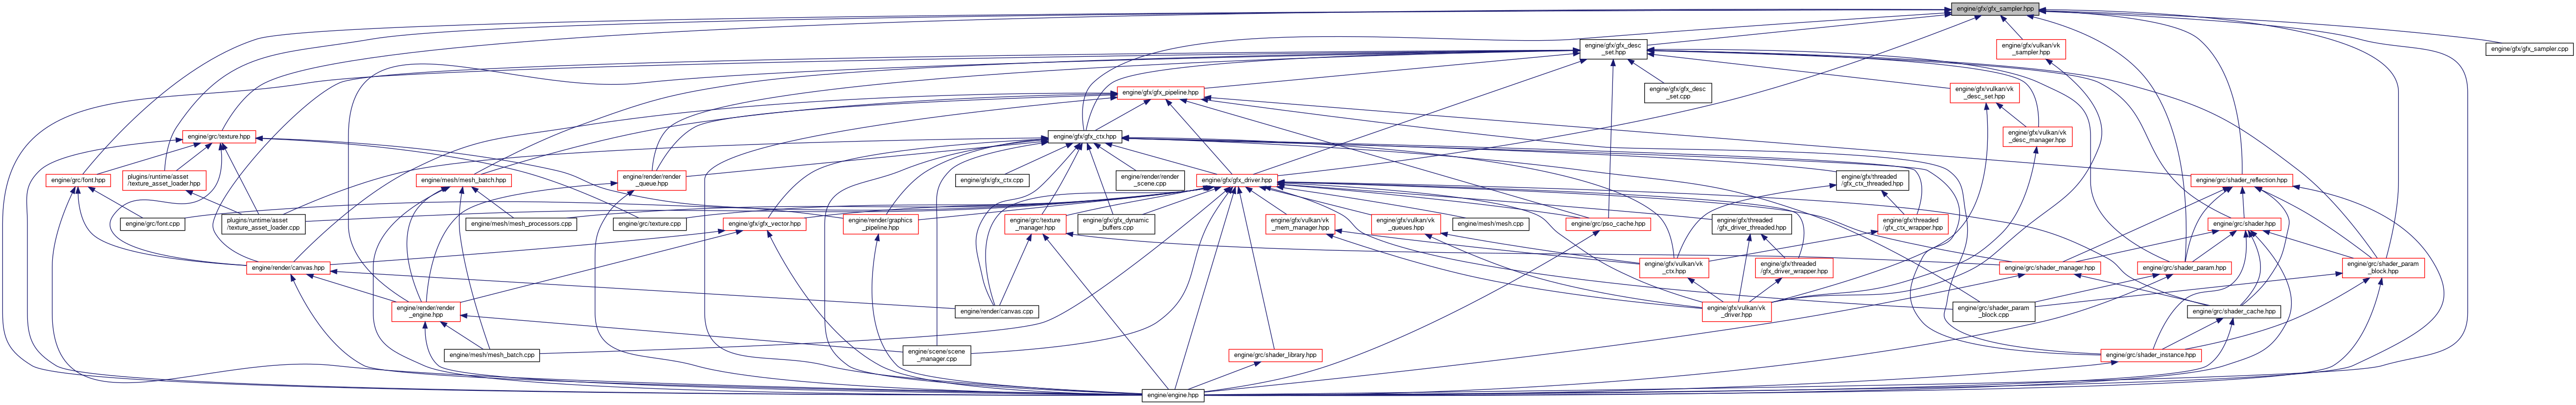 engine/gfx/gfx_sampler.hpp
engine/gfx/gfx_desc
_set.hpp
engine/gfx/vulkan/vk
_sampler.hpp
engine/gfx/gfx_sampler.cpp
engine/gfx/gfx_pipeline.hpp
engine/gfx/gfx_desc
_set.cpp
engine/gfx/vulkan/vk
_desc_set.hpp
engine/grc/texture.hpp
engine/gfx/gfx_ctx.hpp
engine/gfx/vulkan/vk
_desc_manager.hpp
engine/grc/font.hpp
plugins/runtime/asset
/texture_asset_loader.hpp
engine/mesh/mesh_batch.hpp
engine/render/render
_queue.hpp
engine/gfx/gfx_ctx.cpp
engine/render/render
_scene.cpp
engine/gfx/gfx_driver.hpp
engine/gfx/threaded
/gfx_ctx_threaded.hpp
engine/grc/shader_reflection.hpp
engine/grc/font.cpp
plugins/runtime/asset
/texture_asset_loader.cpp
engine/mesh/mesh_processors.cpp
engine/grc/texture.cpp
engine/gfx/gfx_vector.hpp
engine/render/graphics
_pipeline.hpp
engine/grc/texture
_manager.hpp
engine/gfx/gfx_dynamic
_buffers.cpp
engine/gfx/vulkan/vk
_mem_manager.hpp
engine/gfx/vulkan/vk
_queues.hpp
engine/mesh/mesh.cpp
engine/grc/pso_cache.hpp
engine/gfx/threaded
/gfx_driver_threaded.hpp
engine/gfx/threaded
/gfx_ctx_wrapper.hpp
engine/grc/shader.hpp
engine/render/canvas.hpp
engine/gfx/vulkan/vk
_ctx.hpp
engine/gfx/threaded
/gfx_driver_wrapper.hpp
engine/grc/shader_manager.hpp
engine/grc/shader_param.hpp
engine/grc/shader_param
_block.hpp
engine/render/render
_engine.hpp
engine/render/canvas.cpp
engine/gfx/vulkan/vk
_driver.hpp
engine/grc/shader_param
_block.cpp
engine/grc/shader_cache.hpp
engine/mesh/mesh_batch.cpp
engine/scene/scene
_manager.cpp
engine/grc/shader_library.hpp
engine/grc/shader_instance.hpp
engine/engine.hpp